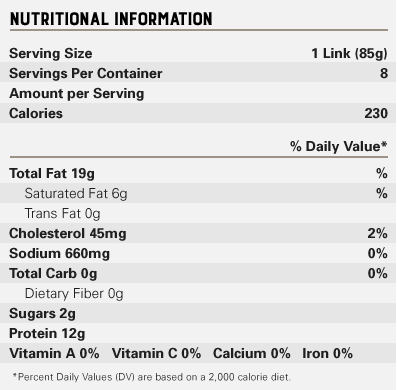 NUTRITIONAL INFORMATION
Serving Size 1 Link (85g)
Servings Per Container 8
Amount per Serving
Calories 230
% Daily Value*
Total Fat 19g %
Saturated Fat 6g %
Trans Fat 0g
Cholesterol 45mg 2%
Sodium 660mg 0%
Total Carb 0g 0%
Dietary Fiber 0g
Sugars 2g
Protein 12g
Vitamin A 0% Vitamin C 0% Calcium 0% Iron 0%
*Percent Daily Values (DV) are based on a 2,000 calorie diet.